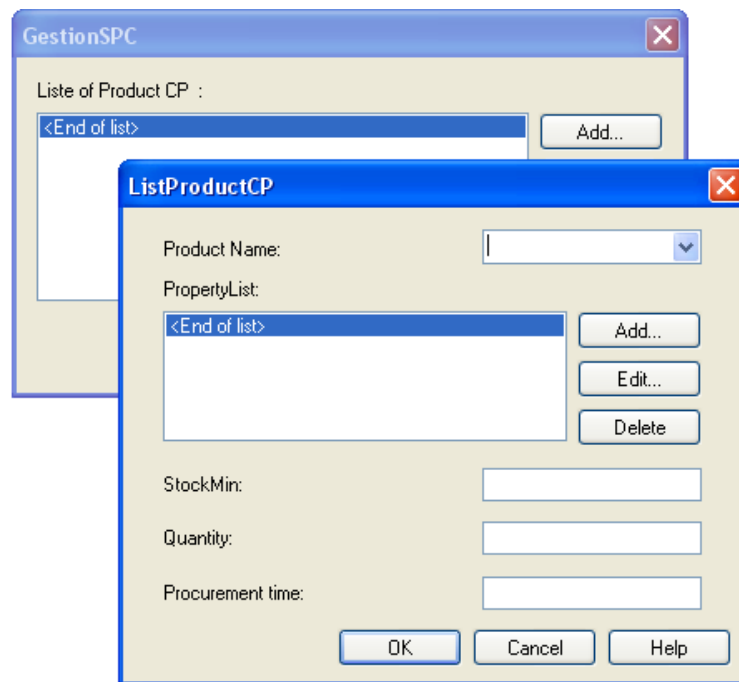 GestionSPC
Liste of Product CP :
<End of list>
Add...
ListProductCP
Product Name:
PropertyList:
<End of list>
Add...
Edit...
Delete
StockMin:
Quantity:
Procurement time:
OK Cancel Help